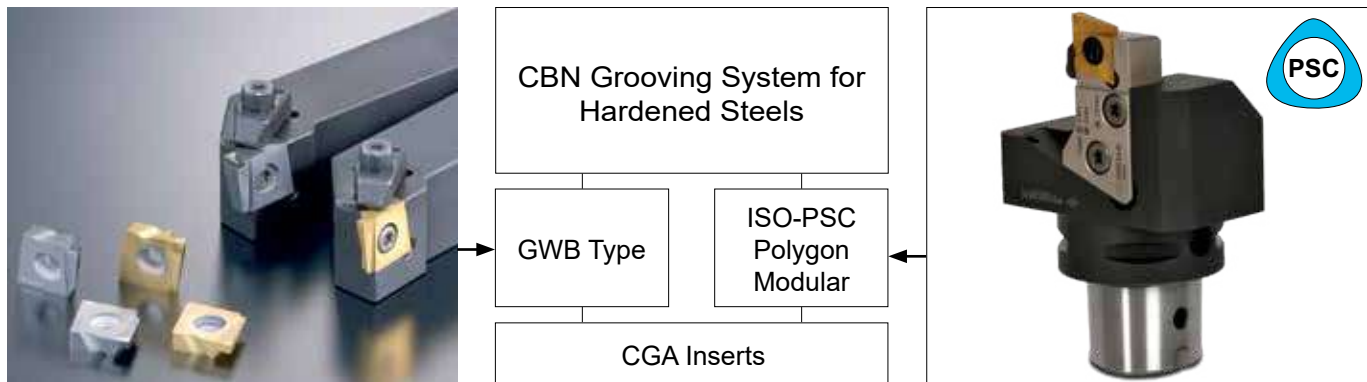 CBN Grooving System for
Hardened Steels
GWB Type
ISO-PSC
Polygon
Modular
CGA Inserts
PSC